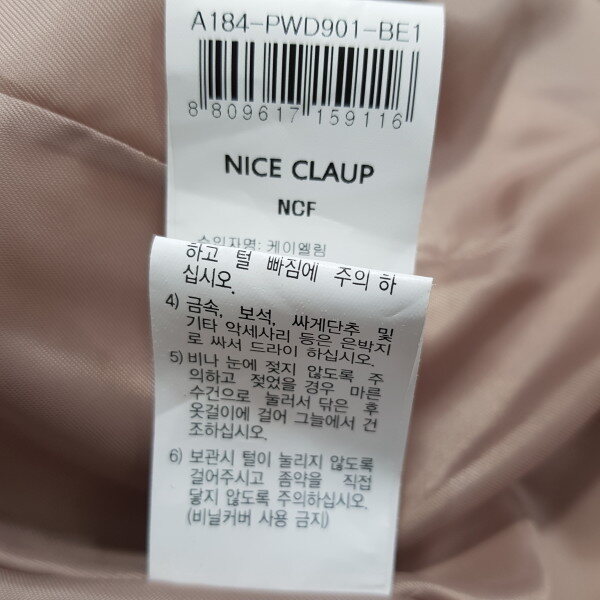 A184-PWD901-BE1
8 809617 159116
NICE CLAUP
NCF
수입자명: 케이엘림
하고 털 빠짐에 주의 하
십시오.
4) 금속, 보석, 싸게단추 및
기타 악세사리 등은 은박지
로 싸서 드라이 하십시오.
5) 비나 눈에 젖지 않도록 주
의하고 젖었을 경우 마른
수건으로 눌러서 닦은 후
옷걸이에 걸어 그늘에서 건
조하십시오.
6) 보관시 털이 눌리지 않도록
걸어주시고 좀약을 직접
닿지 않도록 주의하십시오.
(비닐커버 사용 금지)